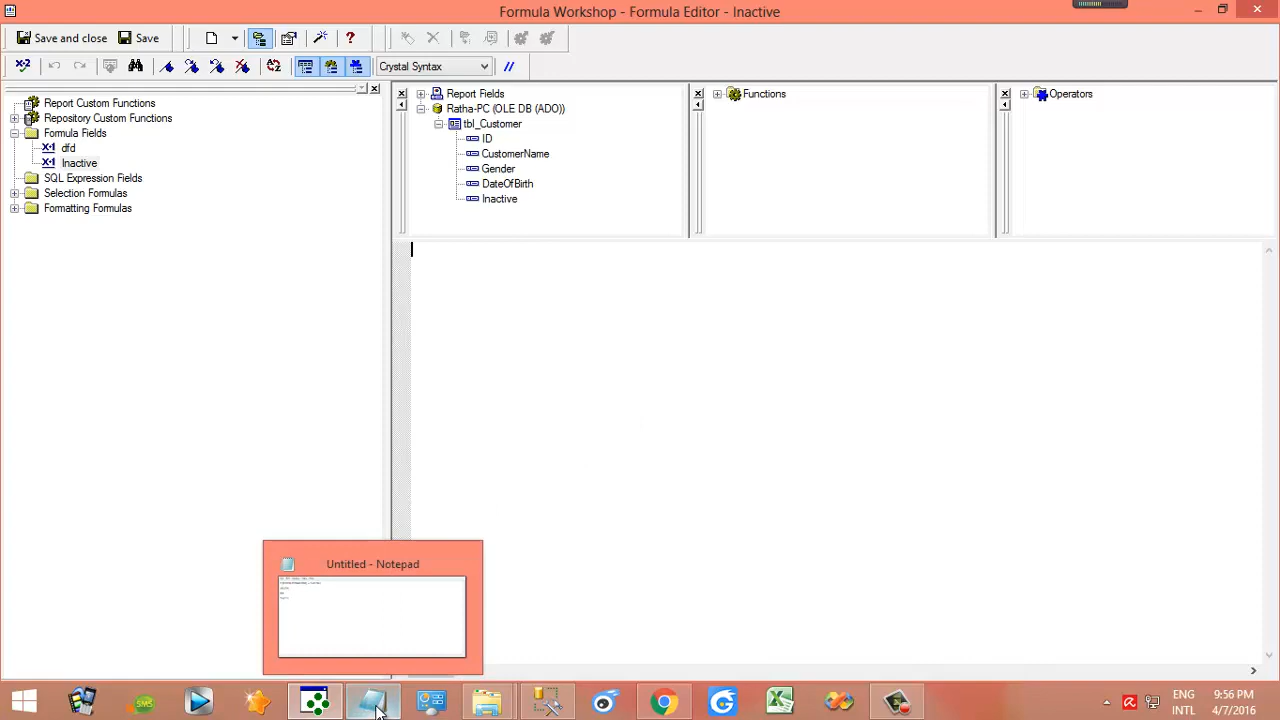 Formula Workshop - Formula Editor - Inactive
Save and close Save
Crystal Syntax
Report Custom Functions
Repository Custom Functions
Formula Fields
dfd
Inactive
SQL Expression Fields
Selection Formulas
Formatting Formulas
Report Fields
Ratha-PC (OLE DB (ADO))
tbl_Customer
ID
CustomerName
Gender
DateOfBirth
Inactive
Functions
Operators
Untitled - Notepad
SMS
ENG
INTL
9:56 PM
4/7/2016